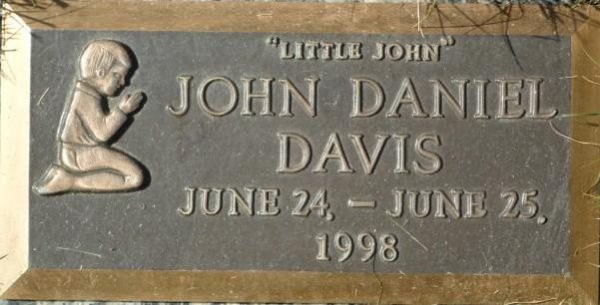 "LITTLE JOHN"
JOHN DANIEL
DAVIS
JUNE 24, – JUNE 25,
1998